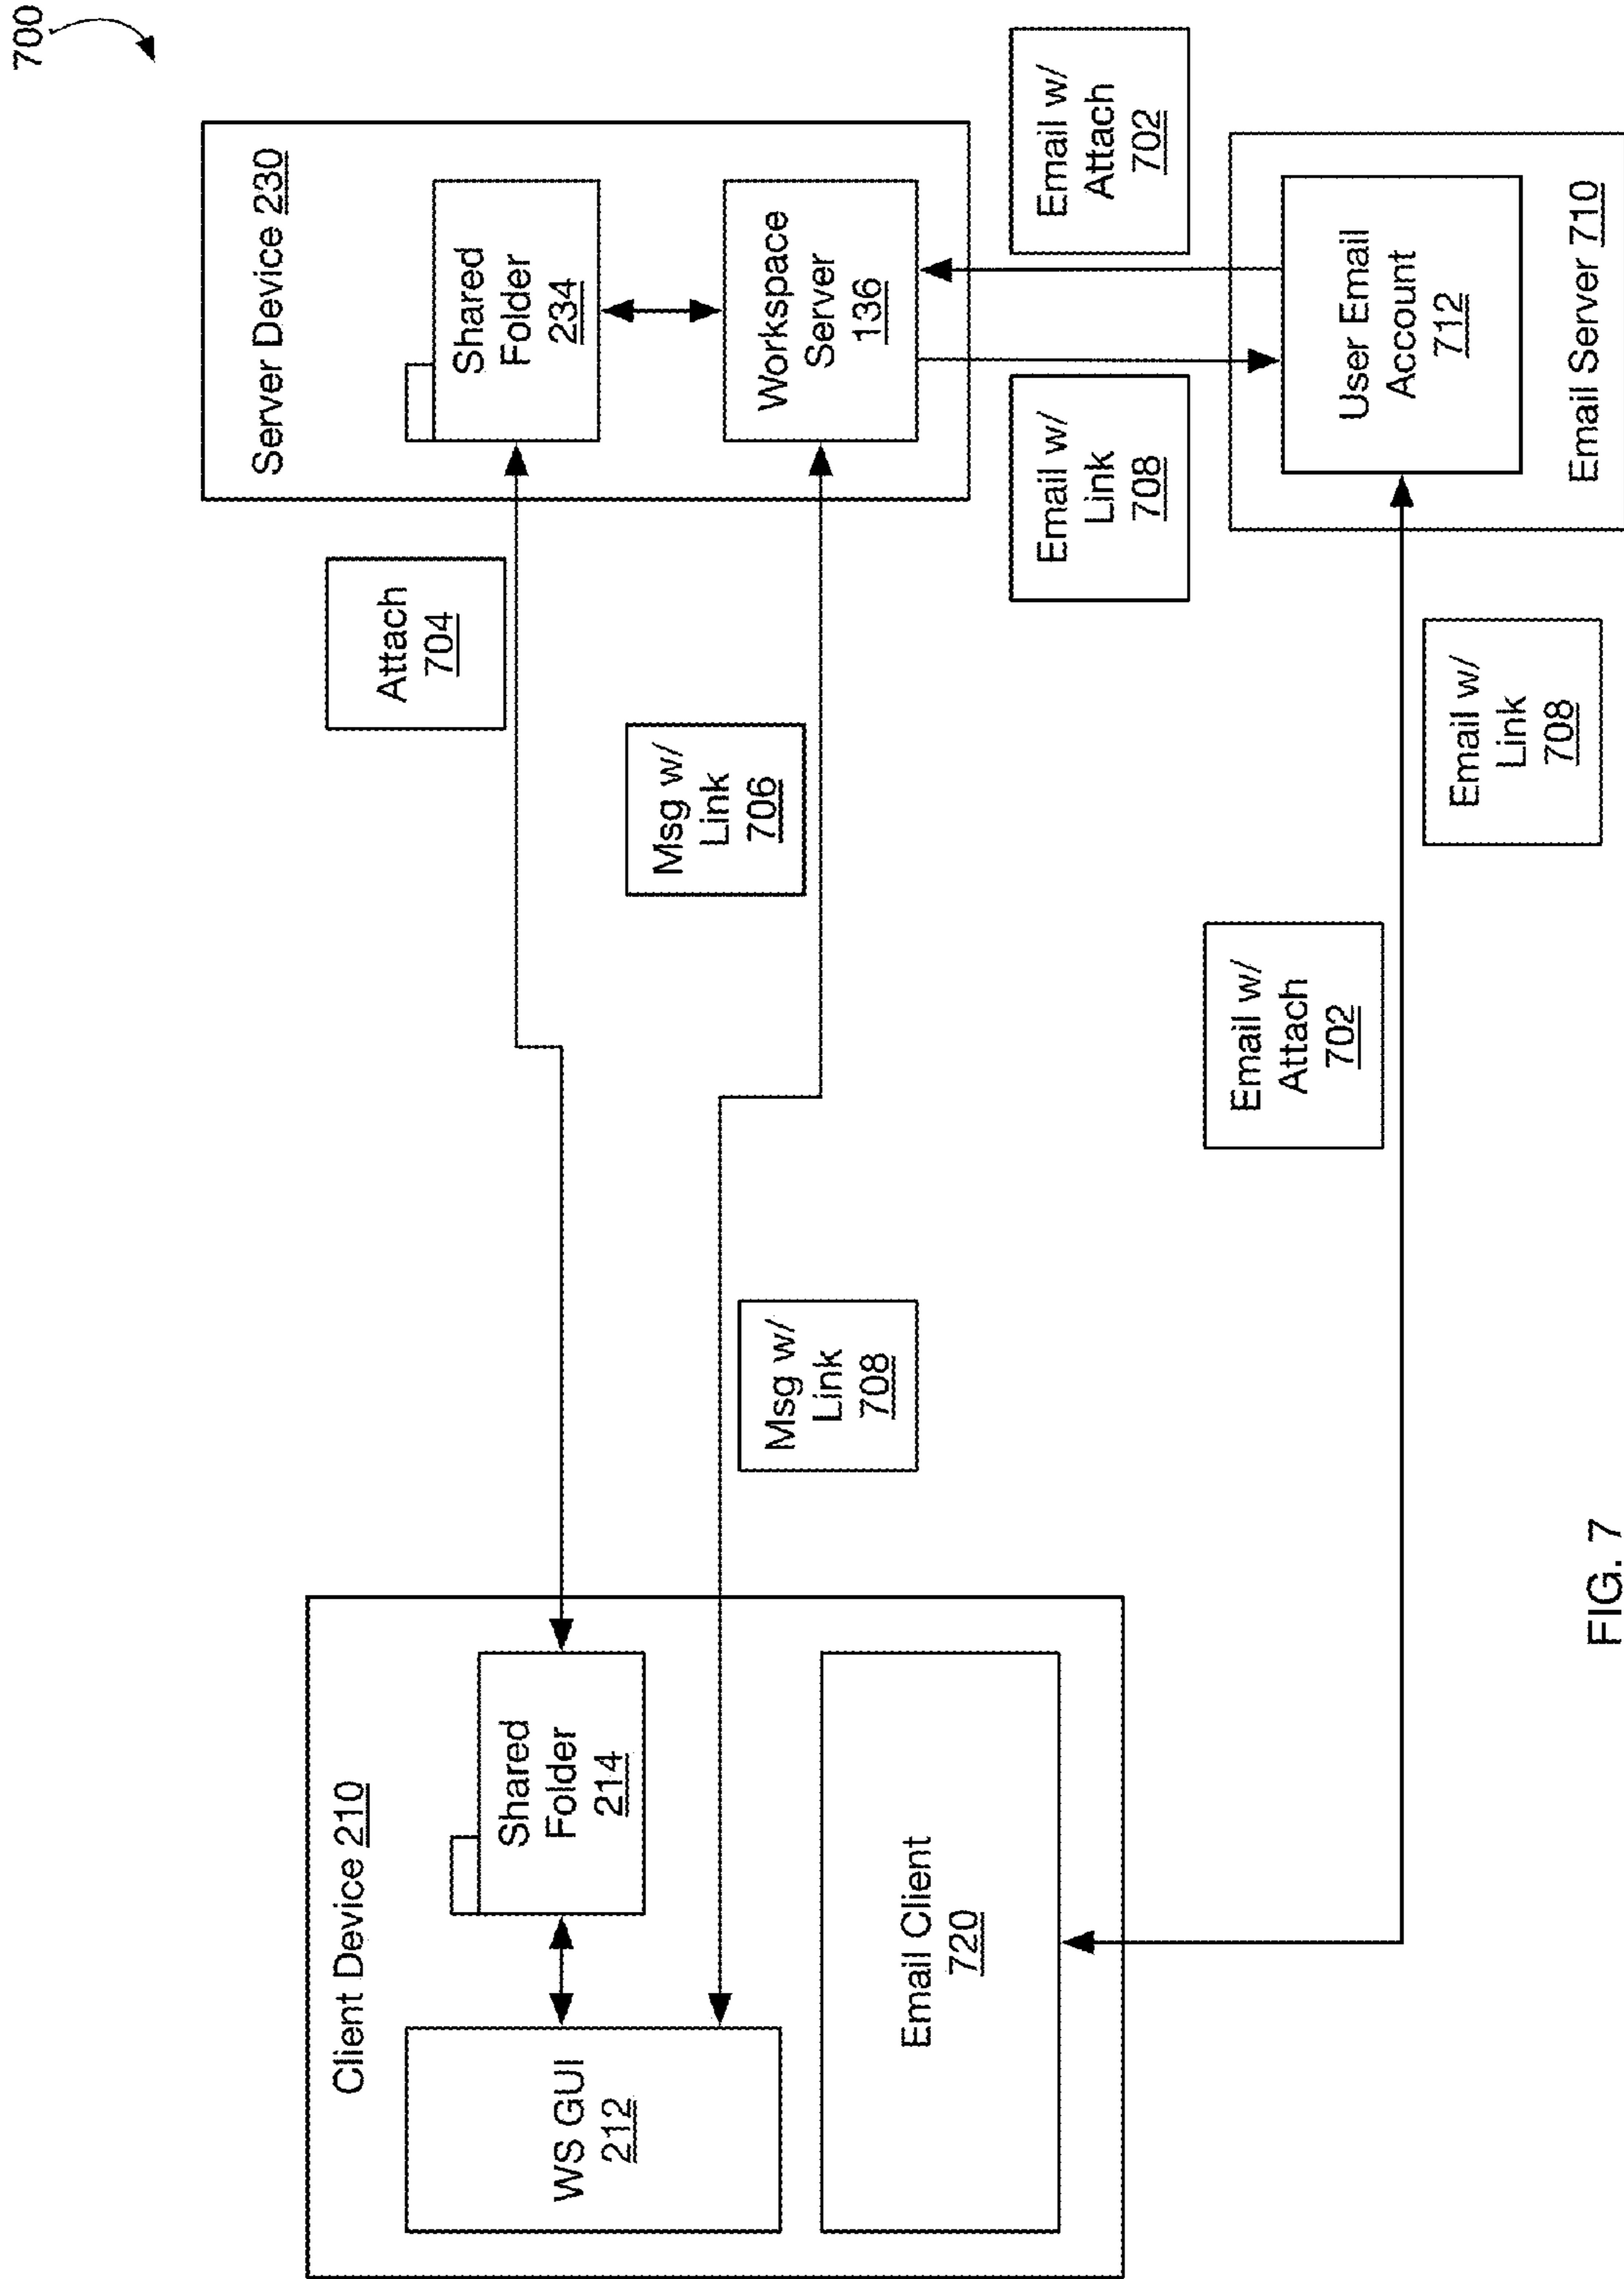 700
Client Device 210
WS GUI
212
Shared
Folder
214
Email Client
720
Attach
704
Msg w/
Link
706
Msg w/
Link
708
Server Device 230
Shared
Folder
234
Workspace
Server
136
Email w/
Link
708
Email w/
Attach
702
Email w/
Attach
702
Email w/
Link
708
User Email
Account
712
Email Server 710
FIG. 7